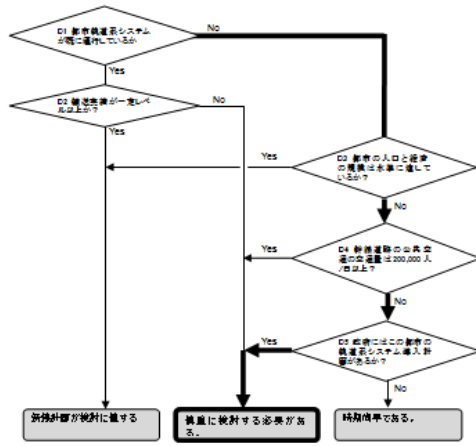 D1 都市軌道系システム
が既に運行しているか
No
Yes
D2 輸送実績が一定レベ
ル以上か?
No
Yes
Yes
D3 都市の人口と経済
の規模は水準に達して
いるか?
No
D4 幹線道路の公共交
通の交通量は200,000 人
/日以上?
Yes
No
D5 政府にはこの都市の
軌道系システム導入計
画があるか?
Yes
No
新線計画が検討に値する
慎重に検討する必要があ
る。
時期尚早である。